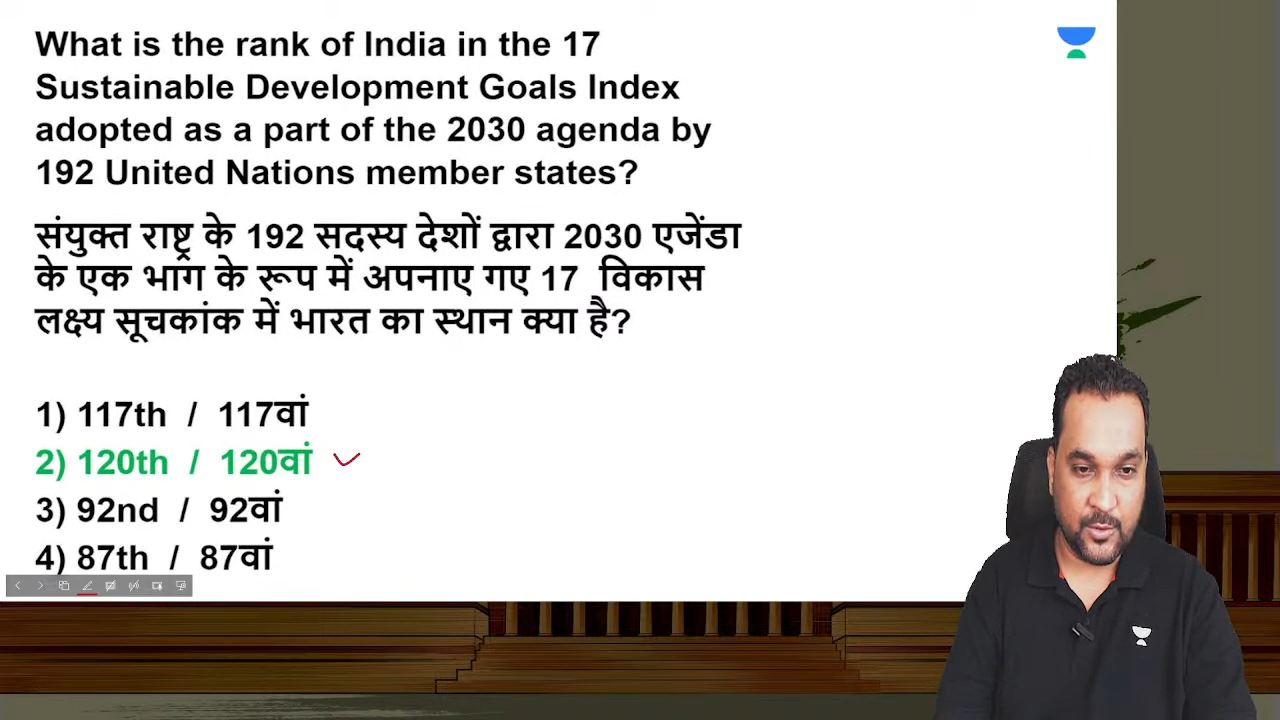 What is the rank of India in the 17
Sustainable Development Goals Index
adopted as a part of the 2030 agenda by
192 United Nations member states?
संयुक्त राष्ट्र के 192 सदस्य देशों द्वारा 2030 एजेंडा
के एक भाग के रूप में अपनाए गए 17 विकास
लक्ष्य सूचकांक में भारत का स्थान क्या है?
1) 117th / 117वां
2) 120th / 120वां
3) 92nd / 92वां
4) 87th / 87वां